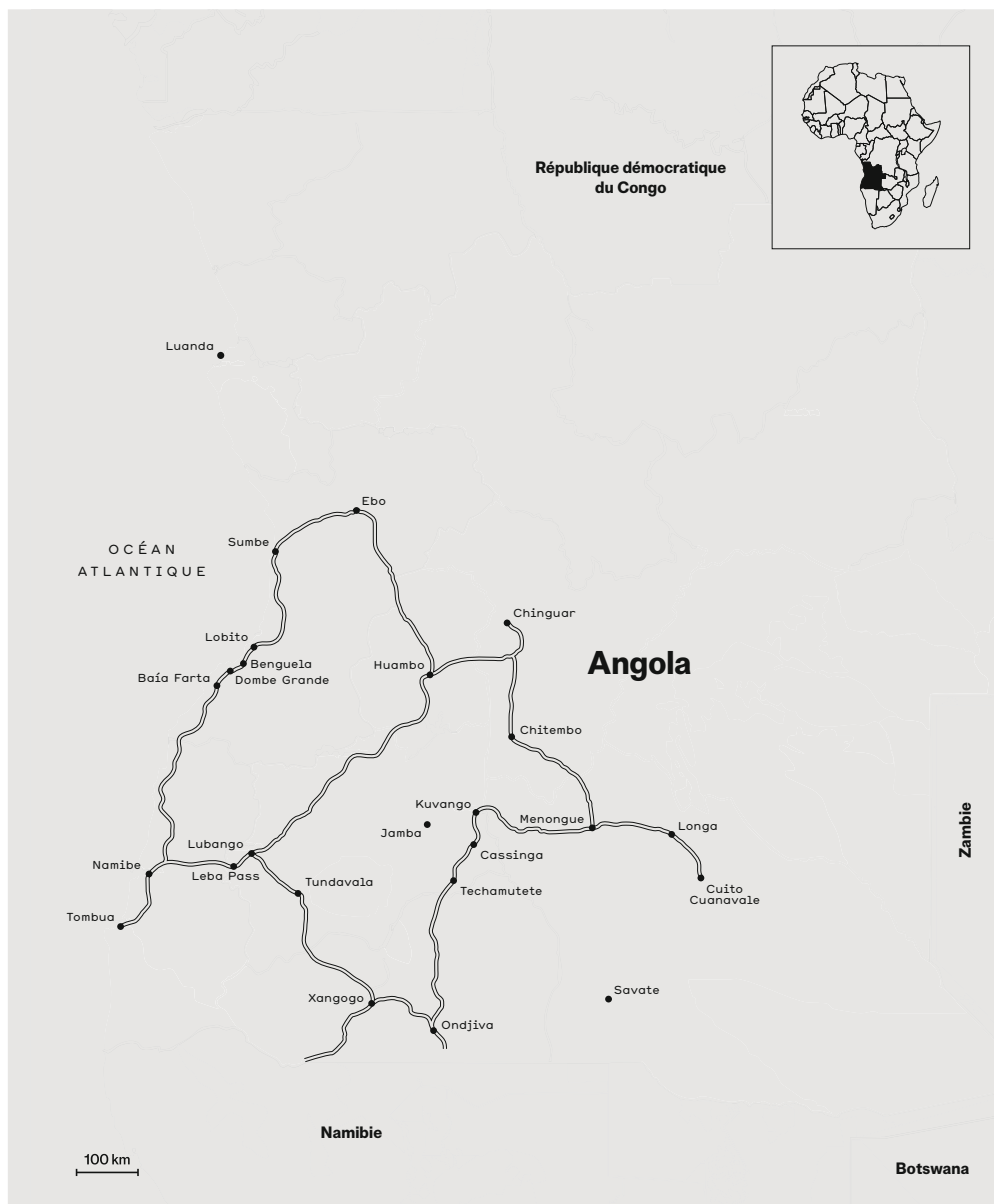 République démocratique
du Congo
Luanda
Ebo
Sumbe
OCÉAN
ATLANTIQUE
Chinguar
Lobito
Benguela
Huambo
Angola
Baía Farta
Dombe Grande
Chitembo
Kuvango
Menongue
Longa
Jamba
Zambie
Lubango
Cassinga
Namibe
Leba Pass
Tundavala
Techamutete
Cuito
Cuanavale
Tombua
Savate
Xangogo
Ondjiva
Namibie
100 km
Botswana